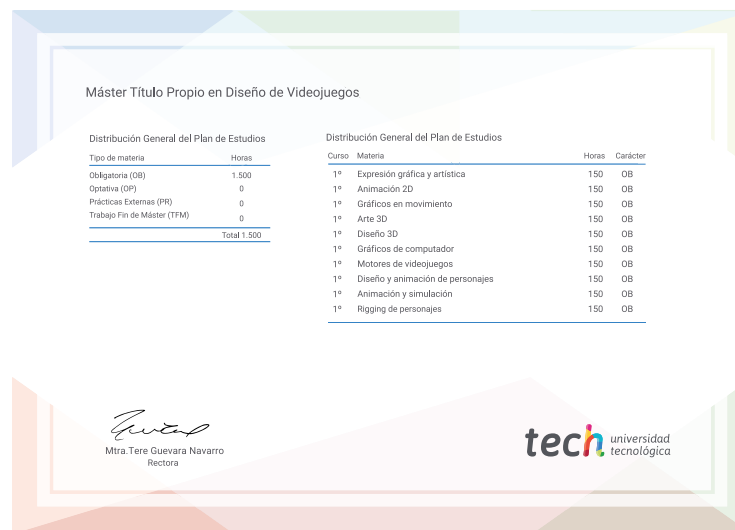 Máster Título Propio en Diseño de Videojuegos
Distribución General del Plan de Estudios
Tipo de materia Horas
Obligatoria (OB) 1.500
Optativa (OP) 0
Prácticas Externas (PR) 0
Trabajo Fin de Máster (TFM) 0
Total 1.500
Distribución General del Plan de Estudios
Curso Materia Horas Carácter
1º Expresión gráfica y artística 150 OB
1º Animación 2D 150 OB
1º Gráficos en movimiento 150 OB
1º Arte 3D 150 OB
1º Diseño 3D 150 OB
1º Gráficos de computador 150 OB
1º Motores de videojuegos 150 OB
1º Diseño y animación de personajes 150 OB
1º Animación y simulación 150 OB
1º Rigging de personajes 150 OB
Mtra.Tere Guevara Navarro
Rectora
tech universidad
tecnológica